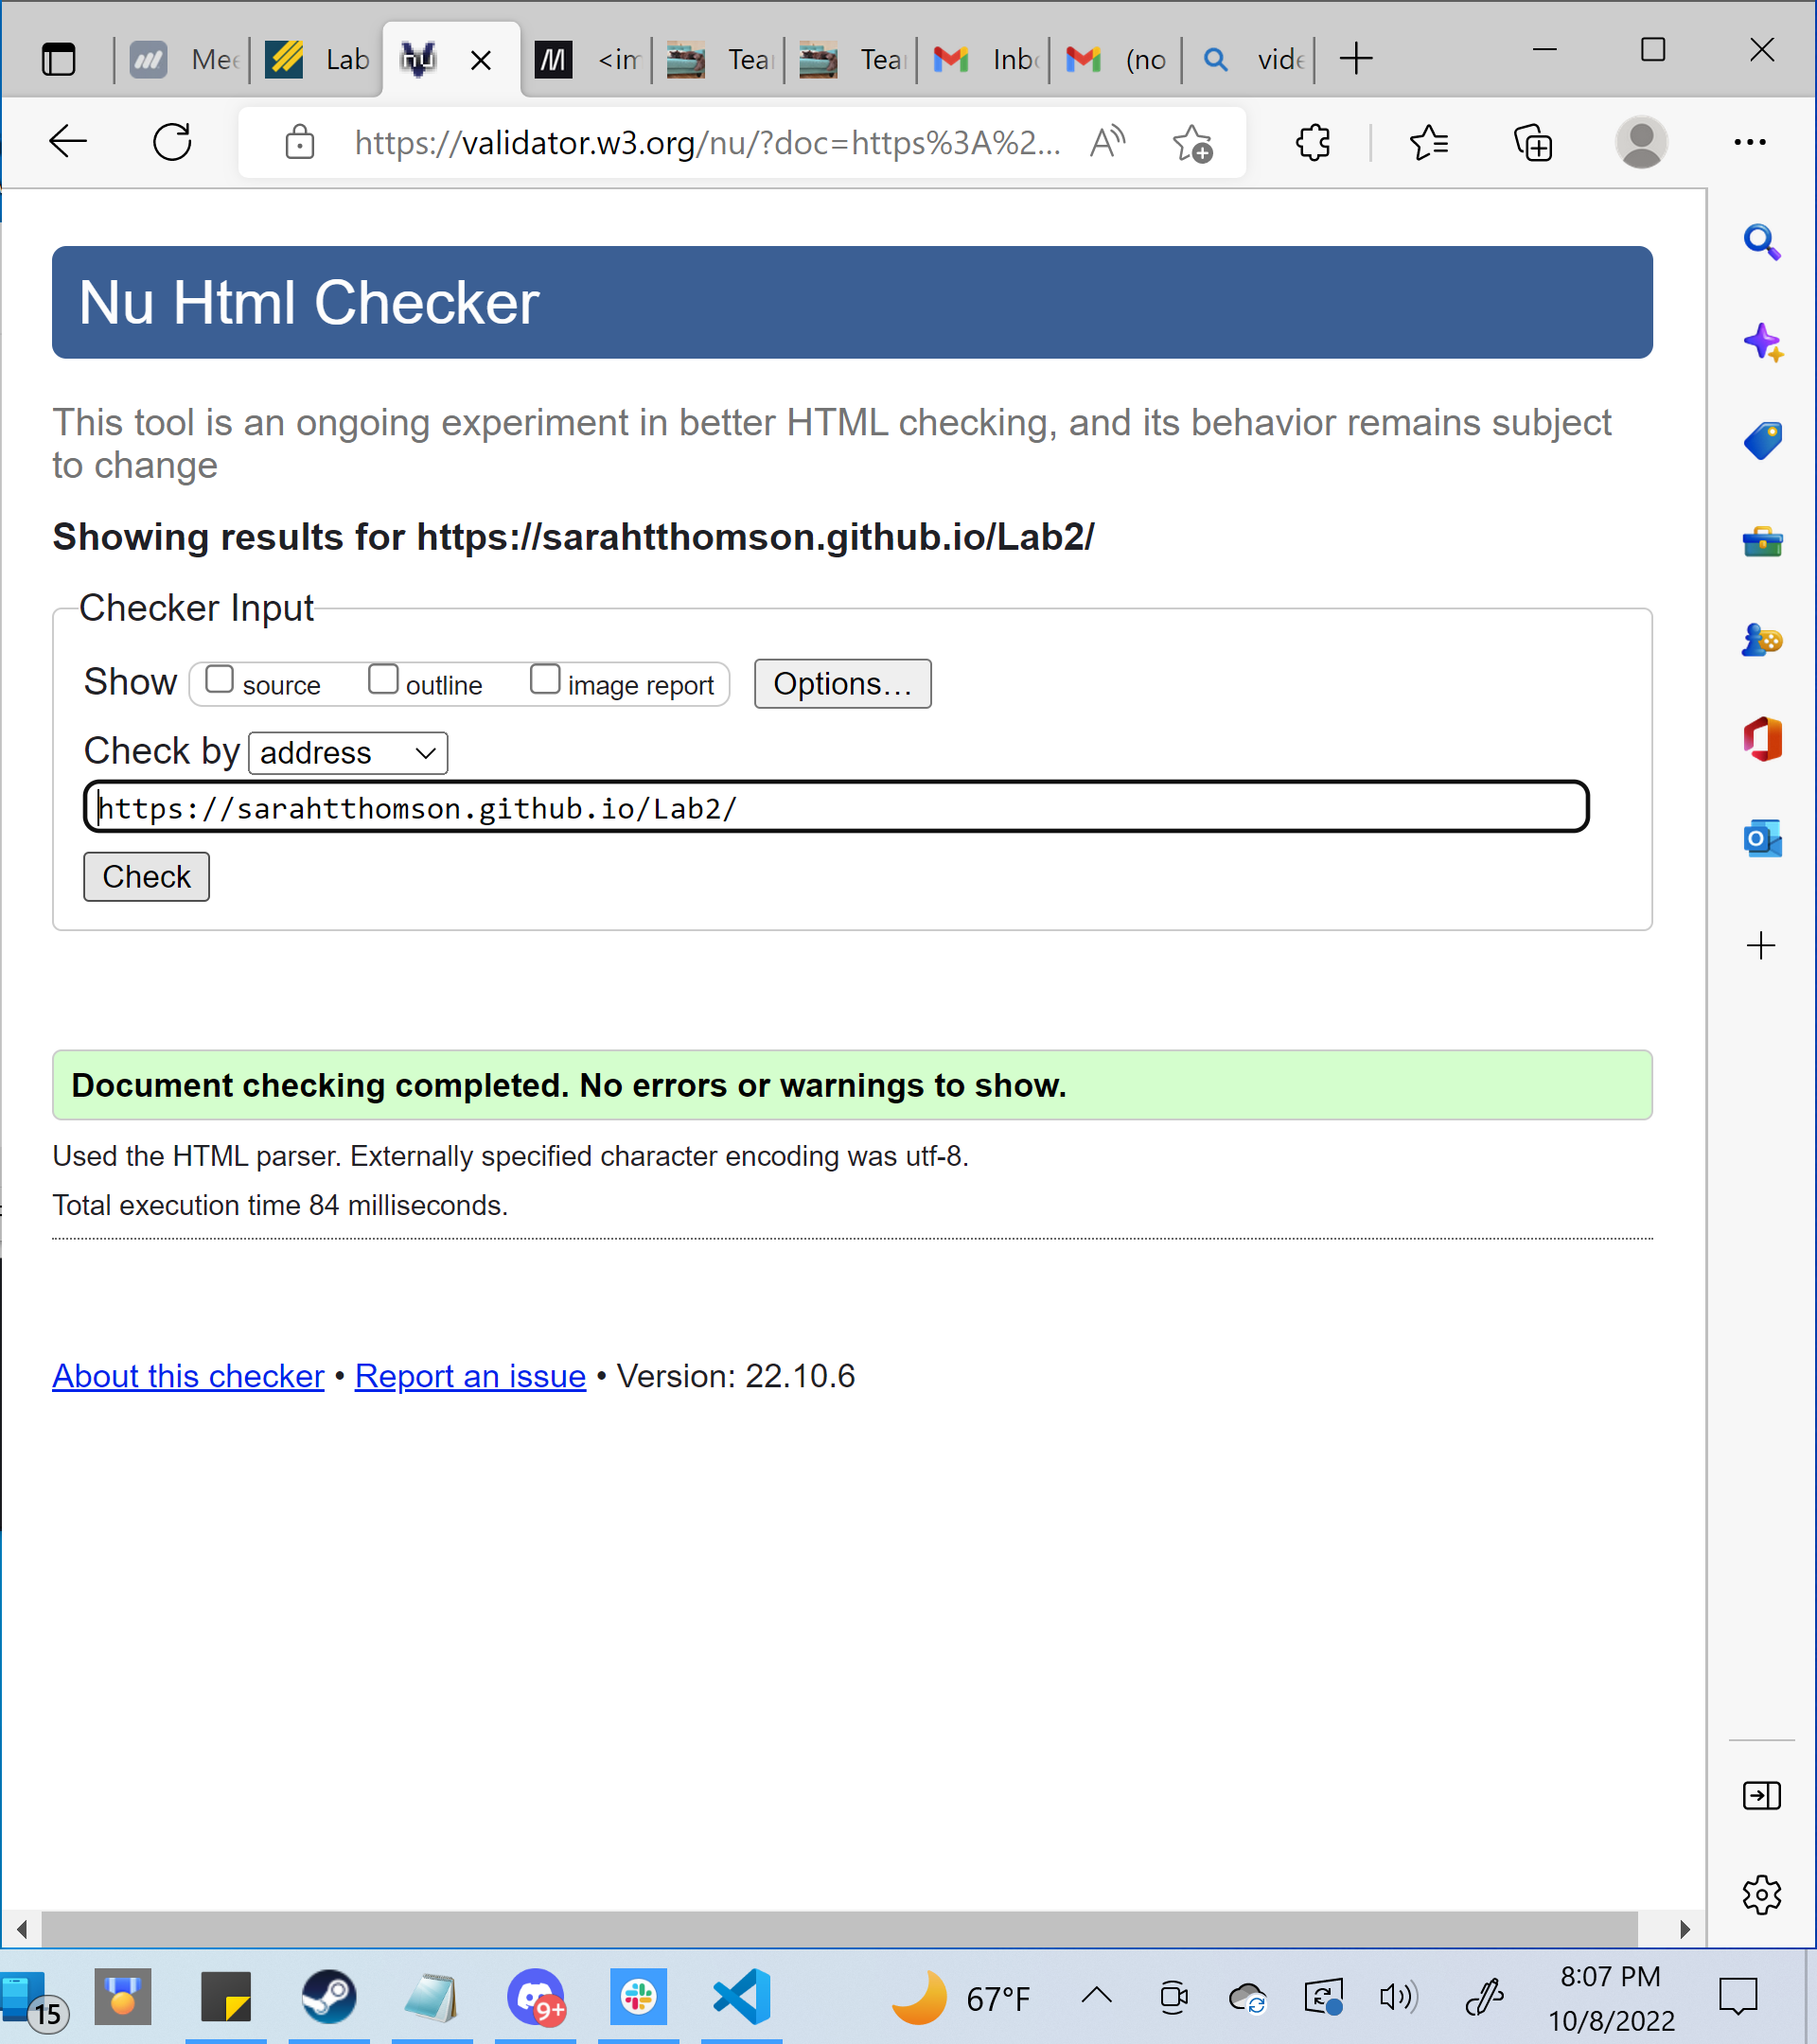 Mee
Lab
nu
M
<im
Tea
Tea
Inbo
(no
vide
https://validator.w3.org/nu/?doc=https%3A%2...
Nu Html Checker
This tool is an ongoing experiment in better HTML checking, and its behavior remains subject
to change
Showing results for https://sarahtthomson.github.io/Lab2/
Checker Input
Show source outline image report Options...
Check by address
https://sarahtthomson.github.io/Lab2/
Check
Document checking completed. No errors or warnings to show.
Used the HTML parser. Externally specified character encoding was utf-8.
Total execution time 84 milliseconds.
About this checker • Report an issue • Version: 22.10.6
15
9+
67°F
8:07 PM
10/8/2022